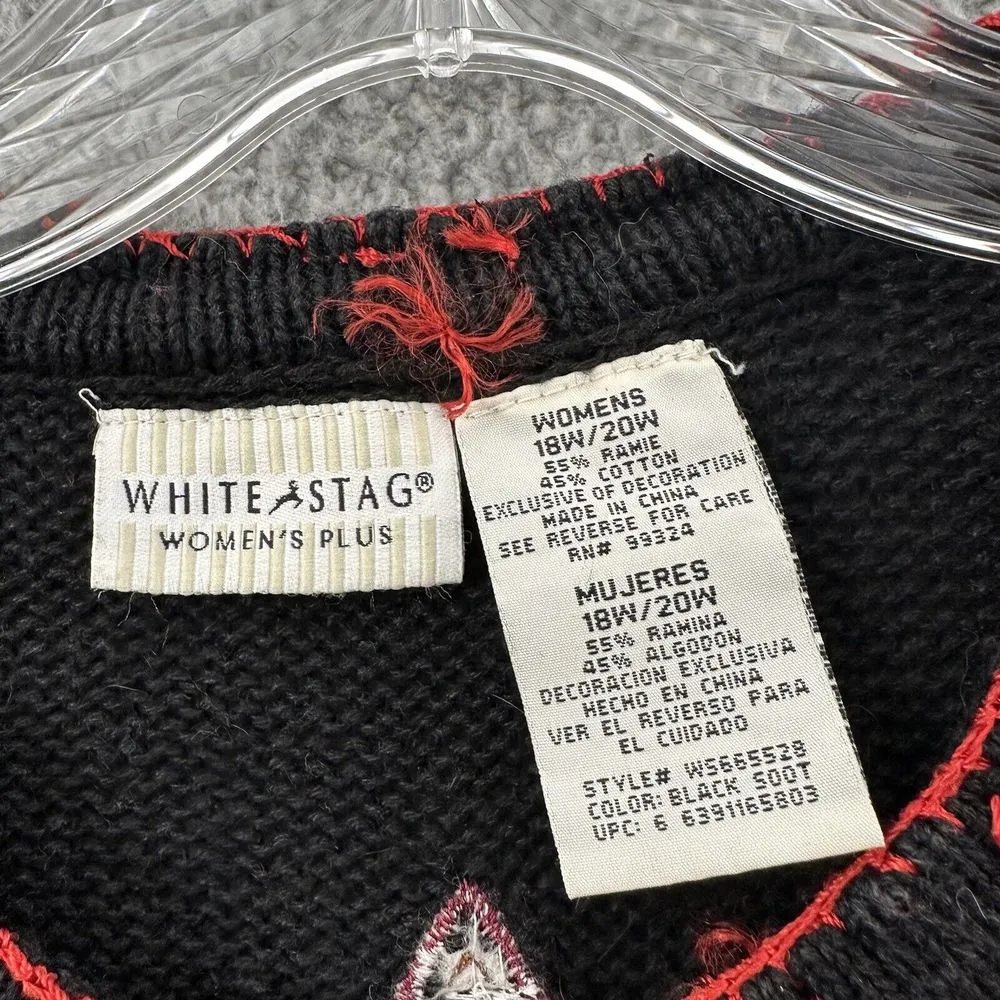 WHITE STAG®
WOMEN'S PLUS
WOMENS
18W/20W
55% RAMIE
45% COTTON
EXCLUSIVE OF DECORATION
MADE IN CHINA
SEE REVERSE FOR CARE
RN# 99324
MUJERES
18W/20W
55% RAMINA
45% ALGODON
DECORACION EXCLUSIVA
HECHO EN CHINA
VER EL REVERSO PARA
EL CUIDADO
STYLE# WS665528
COLOR: BLACK SOOT
UPC: 6 6391165803